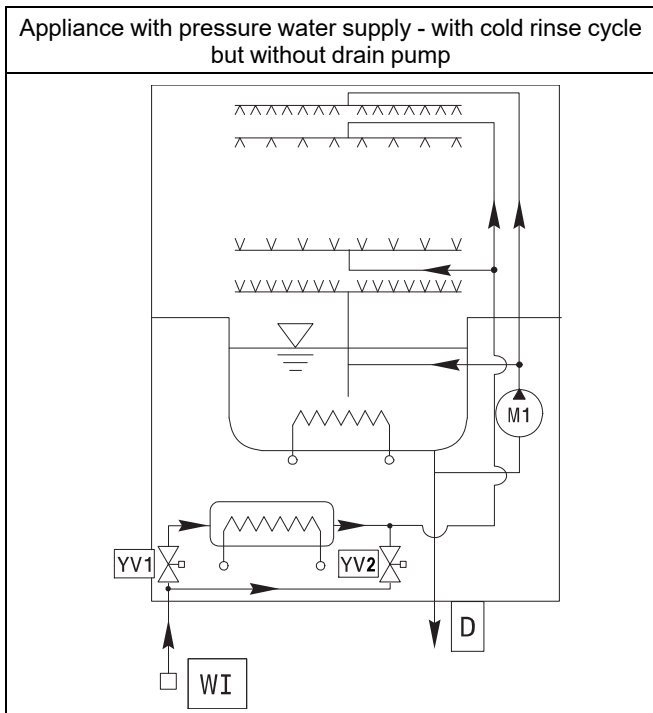 Appliance with pressure water supply - with cold rinse cycle
but without drain pump
M1
YV1
YV2
D
WI